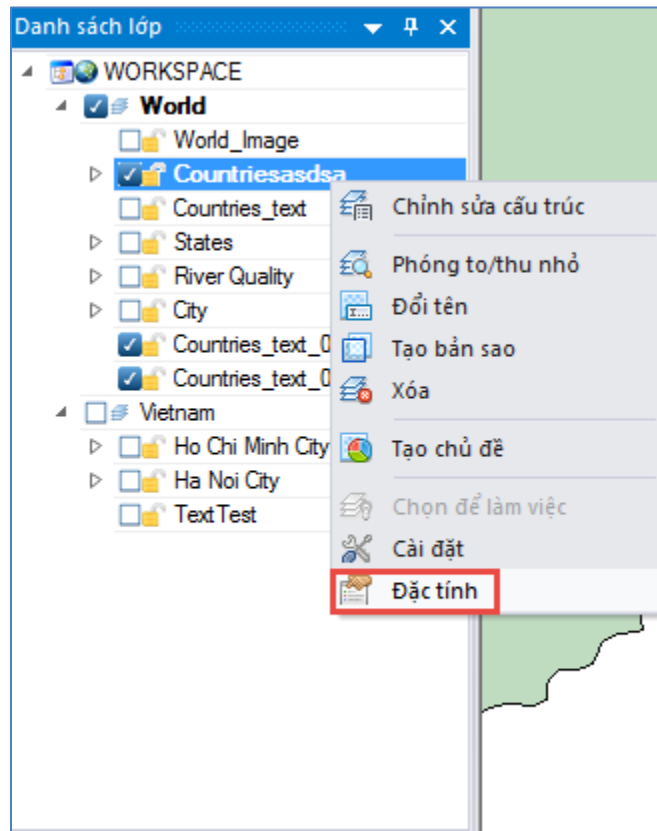 Danh sách lớp
WORKSPACE
World
World_Image
Countriesasdsa
Countries_text
States
River Quality
City
Countries_text_0
Countries_text_0
Vietnam
Ho Chi Minh City
Ha Noi City
TextTest
Chỉnh sửa cấu trúc
Phóng to/thu nhỏ
Đổi tên
Tạo bản sao
Xóa
Tạo chủ đề
Chọn để làm việc
Cài đặt
Đặc tính